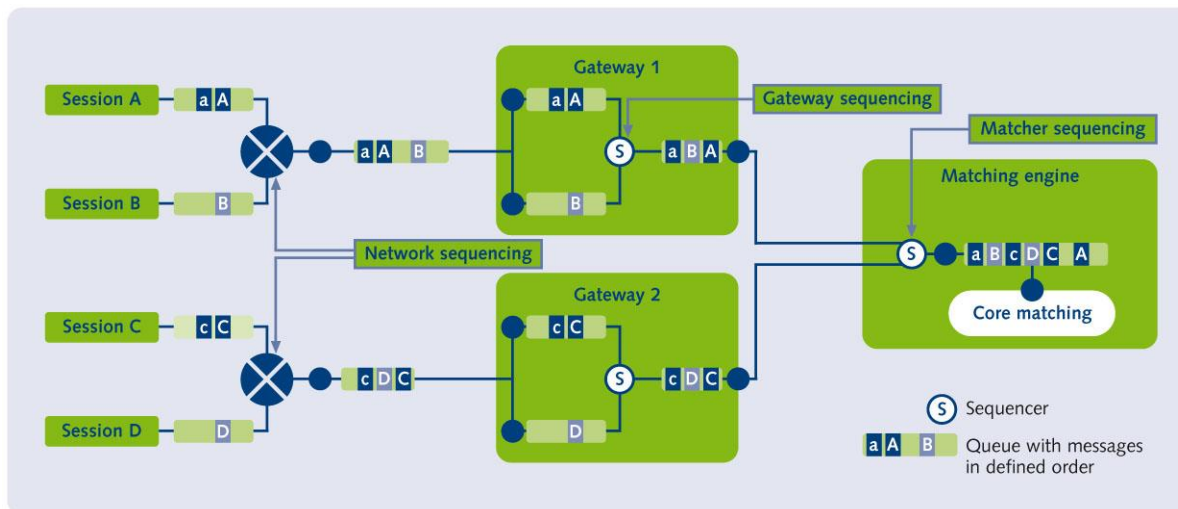 Gateway 1
Session A
a A
a A
Gateway sequencing
Matcher sequencing
a A B
S
a B A
Matching engine
Session B
B
B
Network sequencing
S
a B c D C A
Gateway 2
Core matching
Session C
c C
c C
c D C
S
c D C
S Sequencer
Session D
D
D
a A B
Queue with messages
in defined order